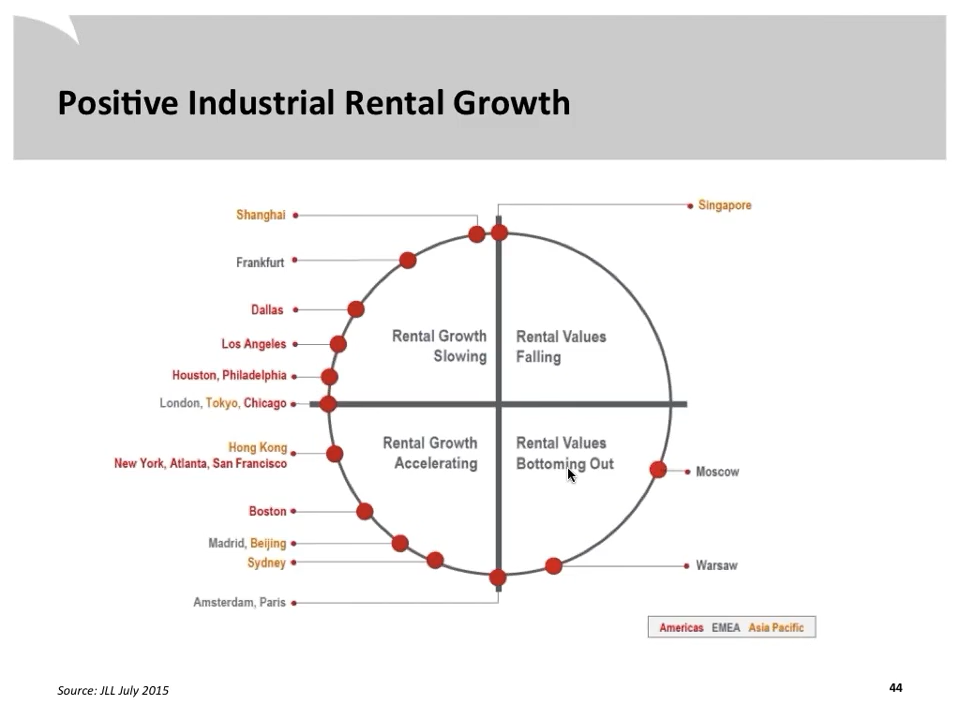 Positive Industrial Rental Growth
Singapore
Shanghai
Frankfurt
Dallas
Rental Growth
Slowing
Rental Values
Falling
Los Angeles
Houston, Philadelphia
London, Tokyo, Chicago
Rental Growth
Accelerating
Rental Values
Bottoming Out
Hong Kong
New York, Atlanta, San Francisco
Moscow
Boston
Madrid, Beijing
Sydney
Warsaw
Amsterdam, Paris
Americas EMEA Asia Pacific
Source: JLL July 2015
44